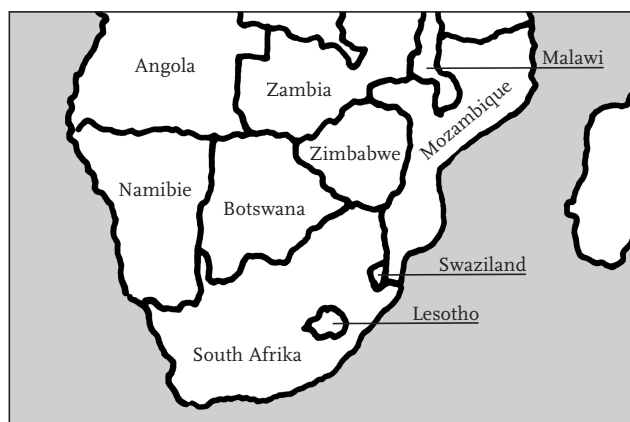 Angola
Malawi
Zambia
Mozambique
Zimbabwe
Namibie
Botswana
Swaziland
Lesotho
South Afrika